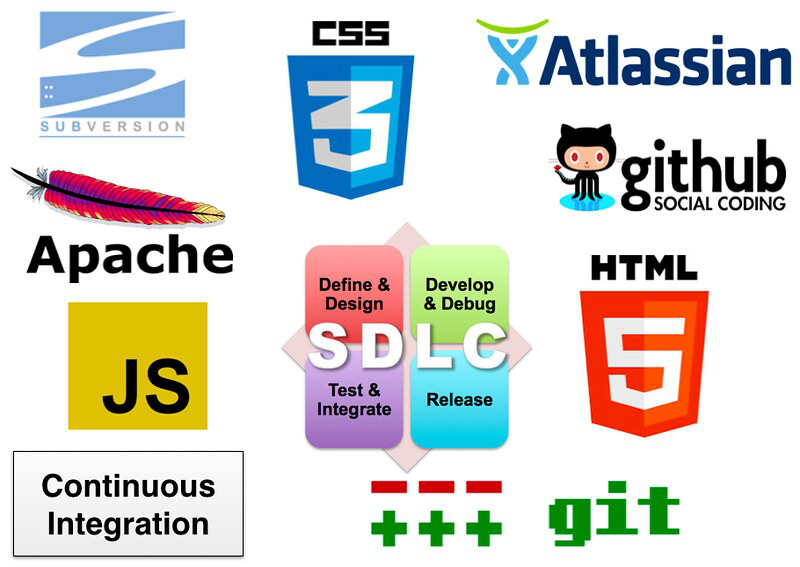 SUBVERSION
CSS
3
Atlassian
github
SOCIAL CODING
Apache
HTML
5
JS
Define &
Design
Develop
& Debug
SDLC
Test &
Integrate
Release
Continuous
Integration
--- 
+++
git